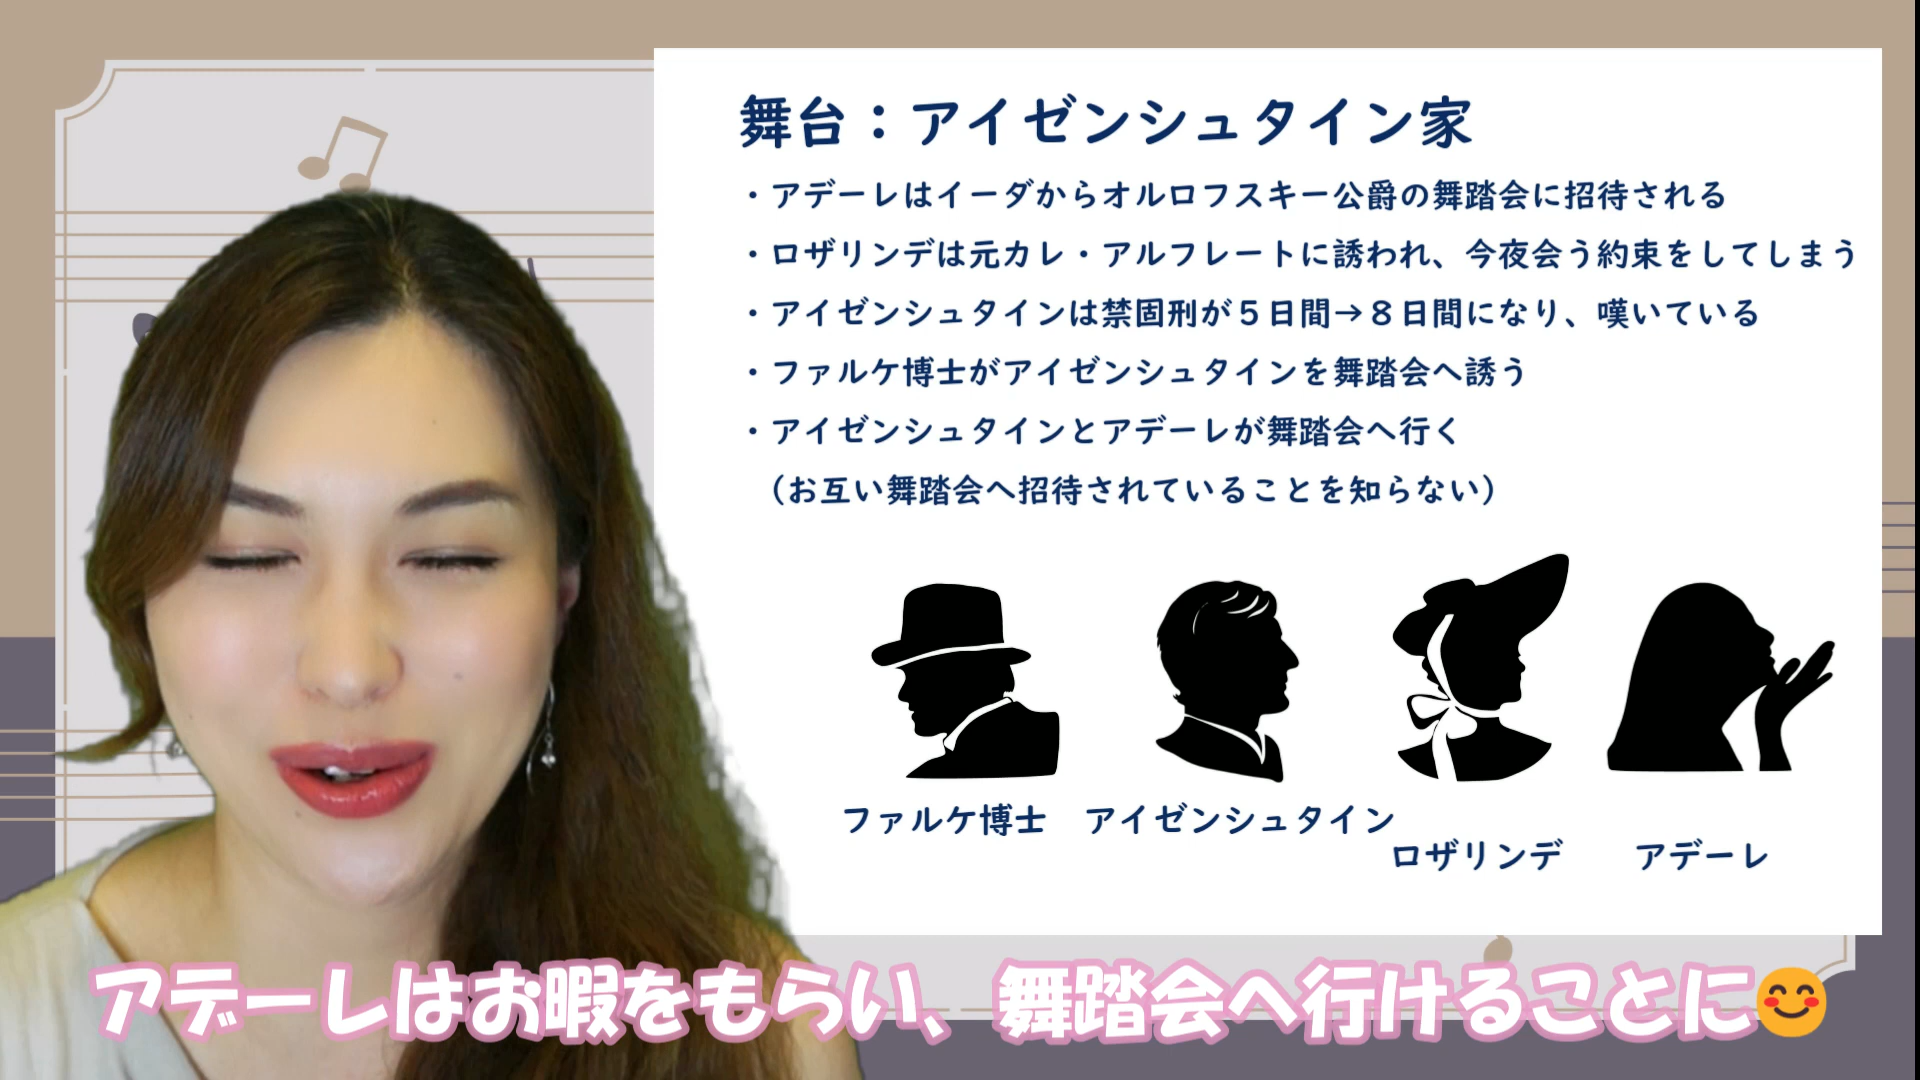 舞台：アイゼンシュタイン家
・アデーレはイーダからオルロフスキー公爵の舞踏会に招待される
・ロザリンデは元カレ・アルフレートに誘われ、今夜会う約束をしてしまう
・アイゼンシュタインは禁固刑が５日間→８日間になり、嘆いている
・ファルケ博士がアイゼンシュタインを舞踏会へ誘う
・アイゼンシュタインとアデーレが舞踏会へ行く
（お互い舞踏会へ招待されていることを知らない）
ファルケ博士
アイゼンシュタイン
ロザリンデ
アデーレ
アデーレはお暇をもらい、舞踏会へ行けることに😊